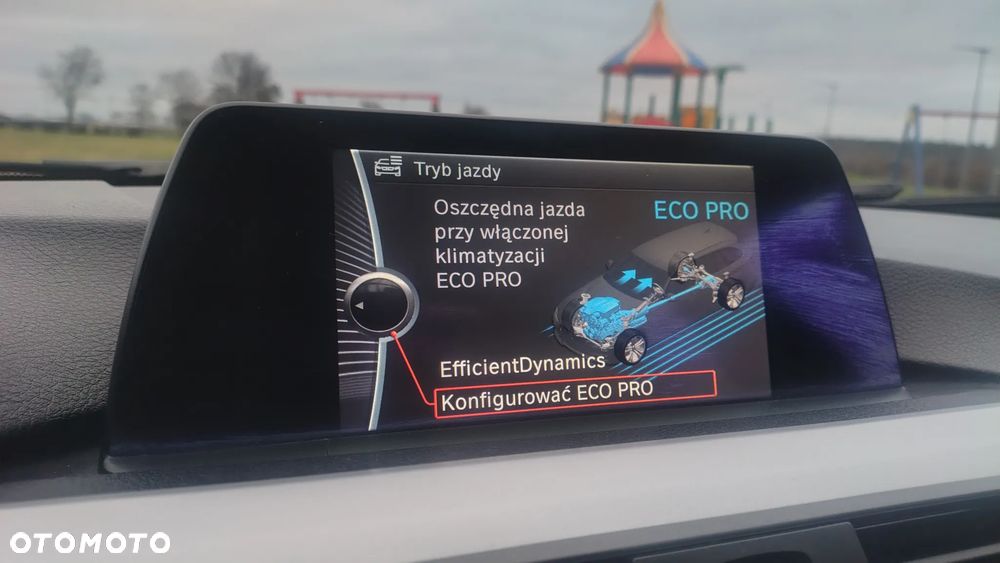 Tryb jazdy
Oszczędna jazda
przy włączonej
klimatyzacji
ECO PRO
ECO PRO
EfficientDynamics
Konfigurować ECO PRO
OTOMOTO